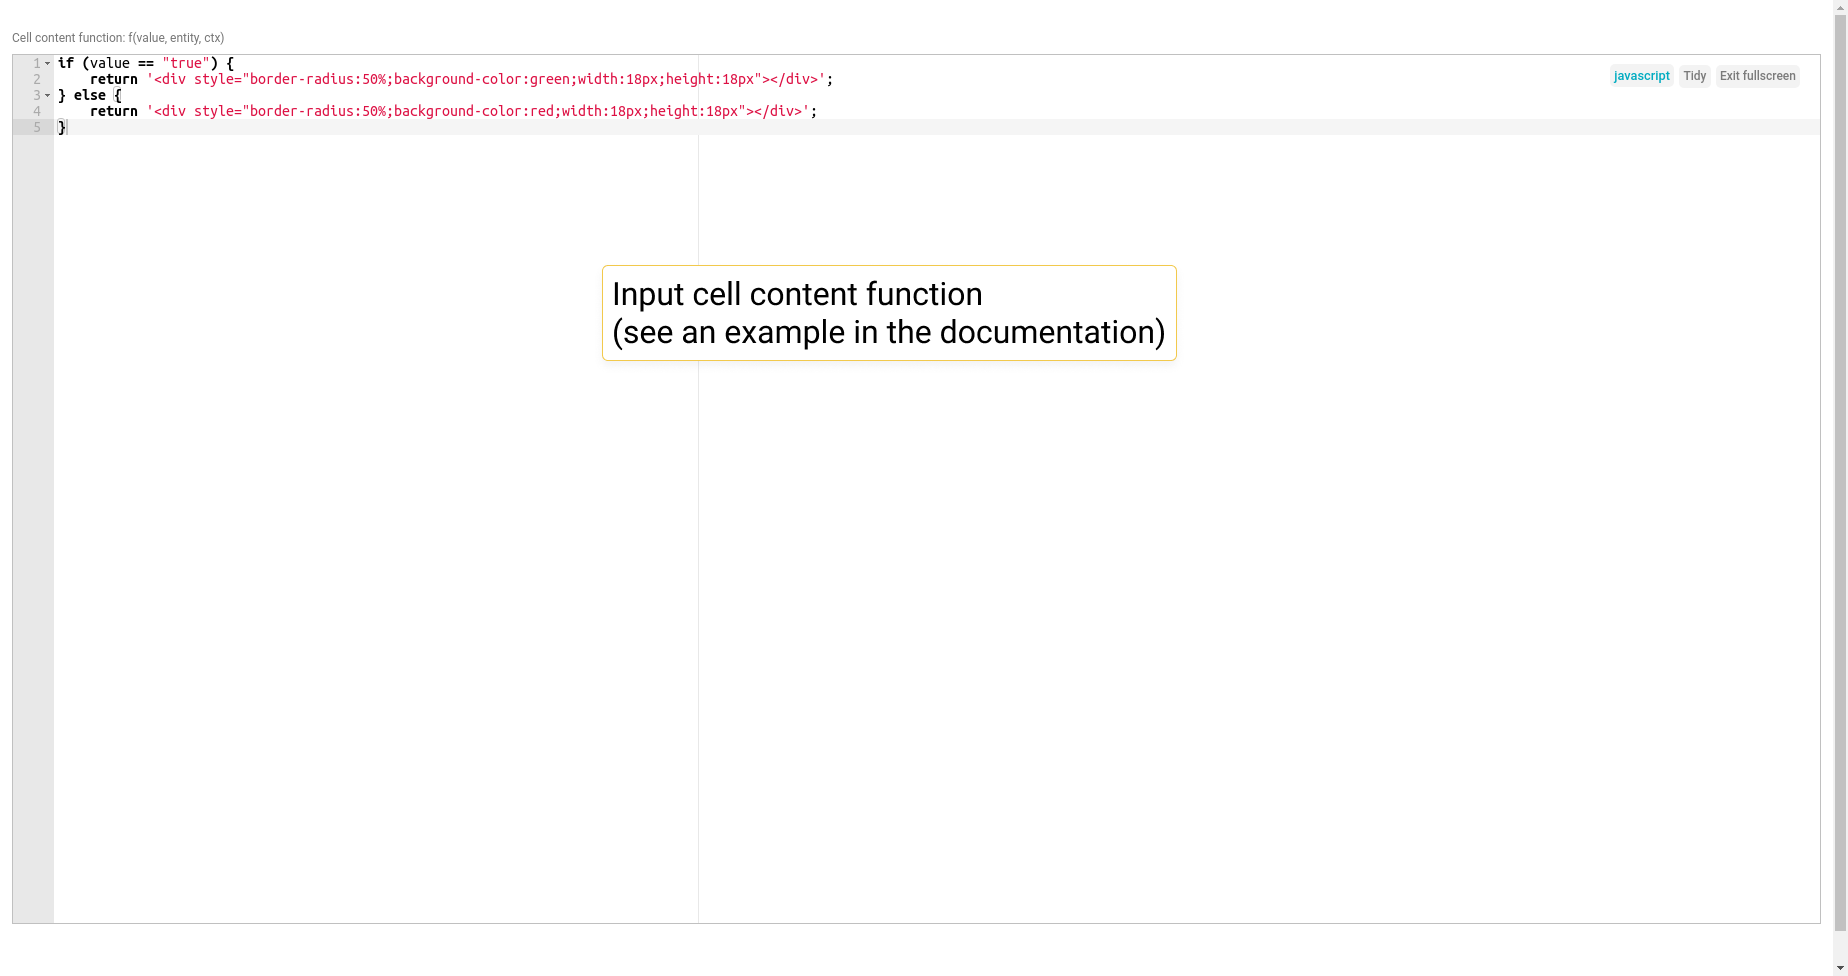 Cell content function: f(value, entity, ctx)
javascript Tidy Exit fullscreen
1 if (value == "true") {
2     return '<div style="border-radius:50%;background-color:green;width:18px;height:18px"></div>';
3 } else {
4     return '<div style="border-radius:50%;background-color:red;width:18px;height:18px"></div>';
5 }
Input cell content function
(see an example in the documentation)